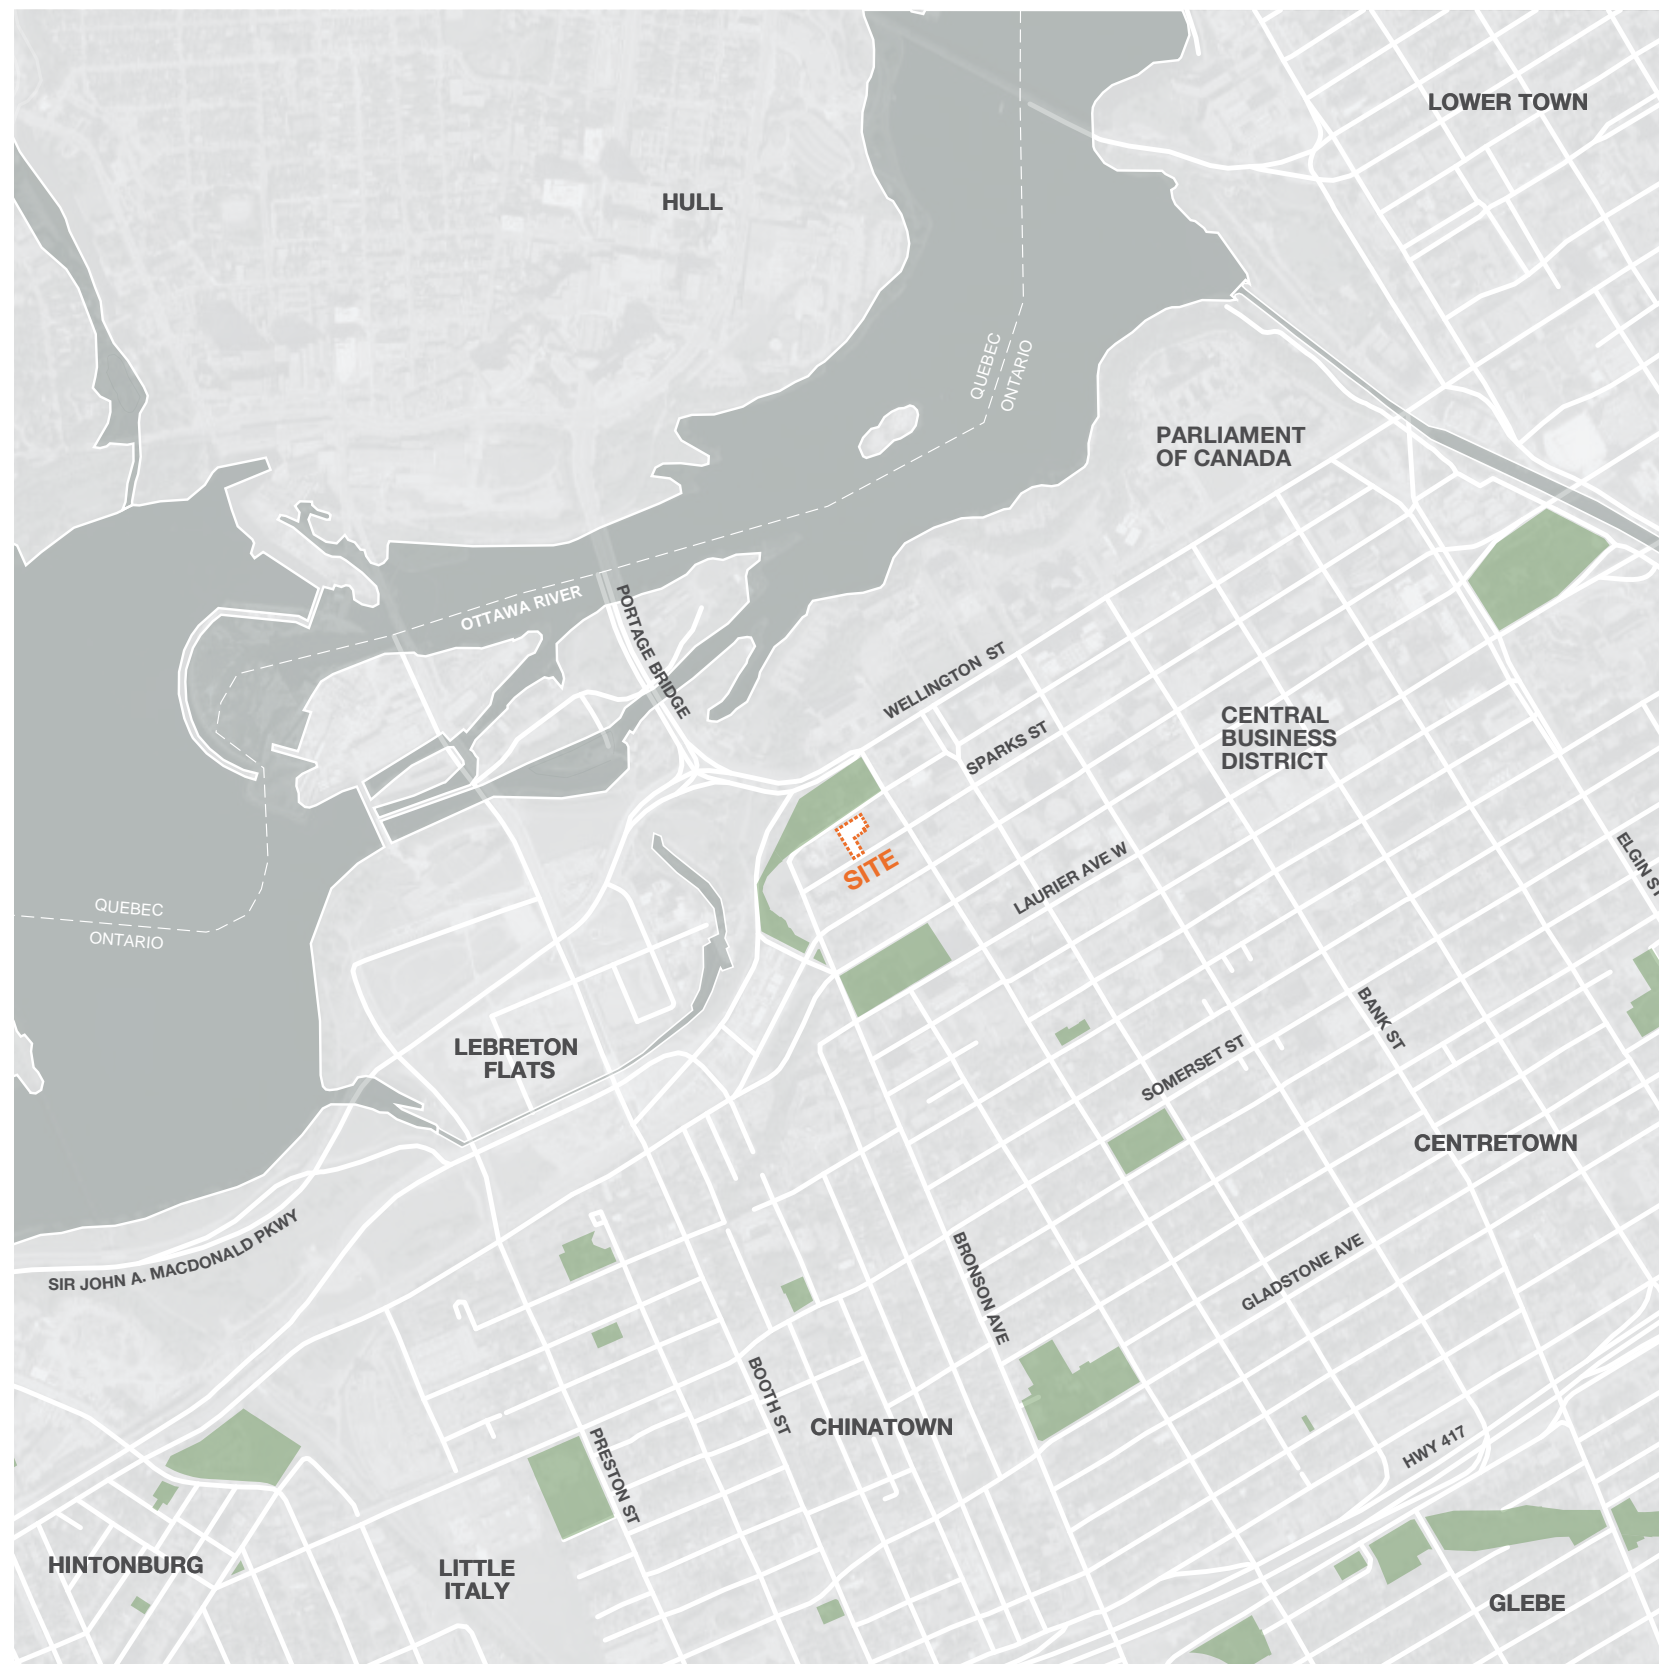 LOWER TOWN
HULL
QUEBEC
ONTARIO
PARLIAMENT
OF CANADA
OTTAWA RIVER
PORTAGE BRIDGE
WELLINGTON ST
SPARKS ST
CENTRAL
BUSINESS
DISTRICT
SITE
LAURIER AVE W
ELGIN ST
QUEBEC
ONTARIO
LEBRETON
FLATS
BANK ST
SOMERSET ST
CENTRETOWN
SIR JOHN A. MACDONALD PKWY
BRONSON AVE
GLADSTONE AVE
BOOTH ST
CHINATOWN
PRESTON ST
HWY 417
HINTONBURG
LITTLE
ITALY
GLEBE